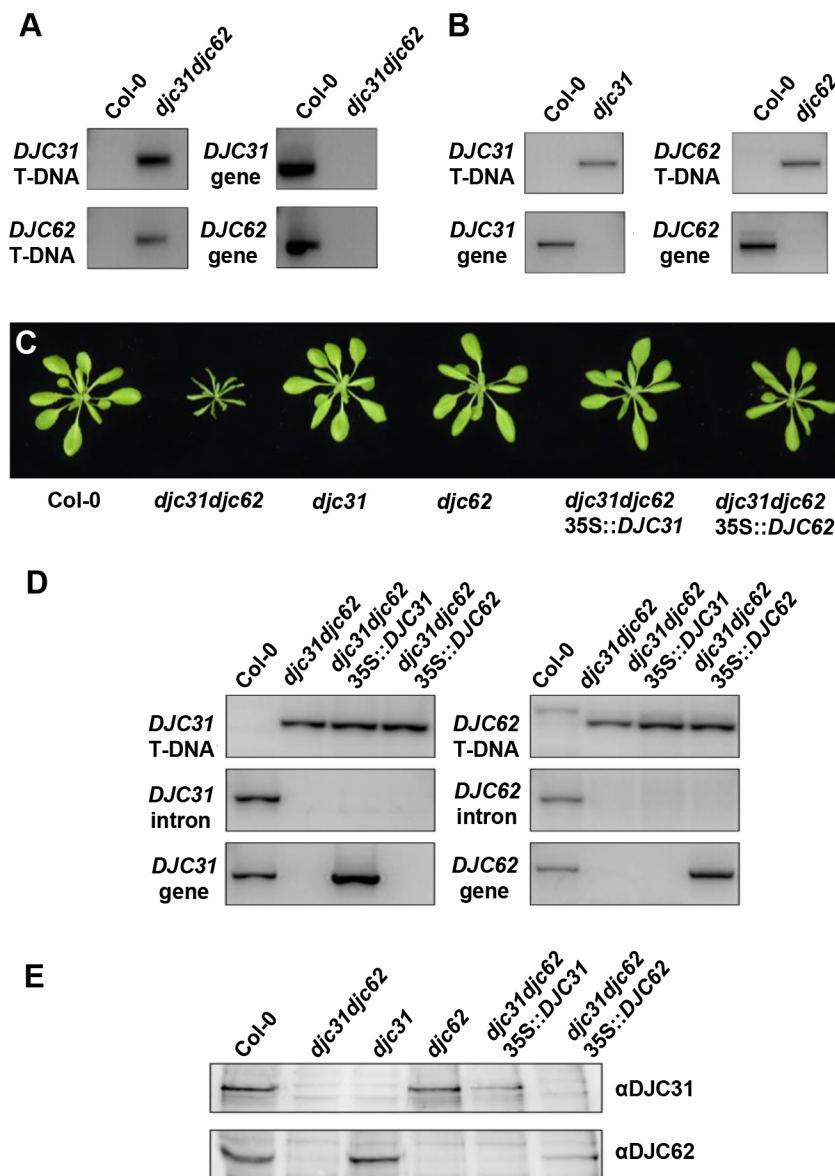 A
Col-0
djc31djc62
Col-0
djc31djc62
DJC31
T-DNA
DJC31
gene
DJC62
T-DNA
DJC62
gene
B
Col-0
djc31
Col-0
djc62
DJC31
T-DNA
DJC62
T-DNA
DJC31
gene
DJC62
gene
C
Col-0
djc31djc62
djc31
djc62
djc31djc62
35S::DJC31
djc31djc62
35S::DJC62
D
Col-0
djc31djc62
djc31djc62
35S::DJC31
djc31djc62
35S::DJC62
Col-0
djc31djc62
djc31djc62
35S::DJC31
djc31djc62
35S::DJC62
DJC31
T-DNA
DJC62
T-DNA
DJC31
intron
DJC62
intron
DJC31
gene
DJC62
gene
E
Col-0
djc31djc62
djc31
djc62
djc31djc62
35S::DJC31
djc31djc62
35S::DJC62
αDJC31
αDJC62